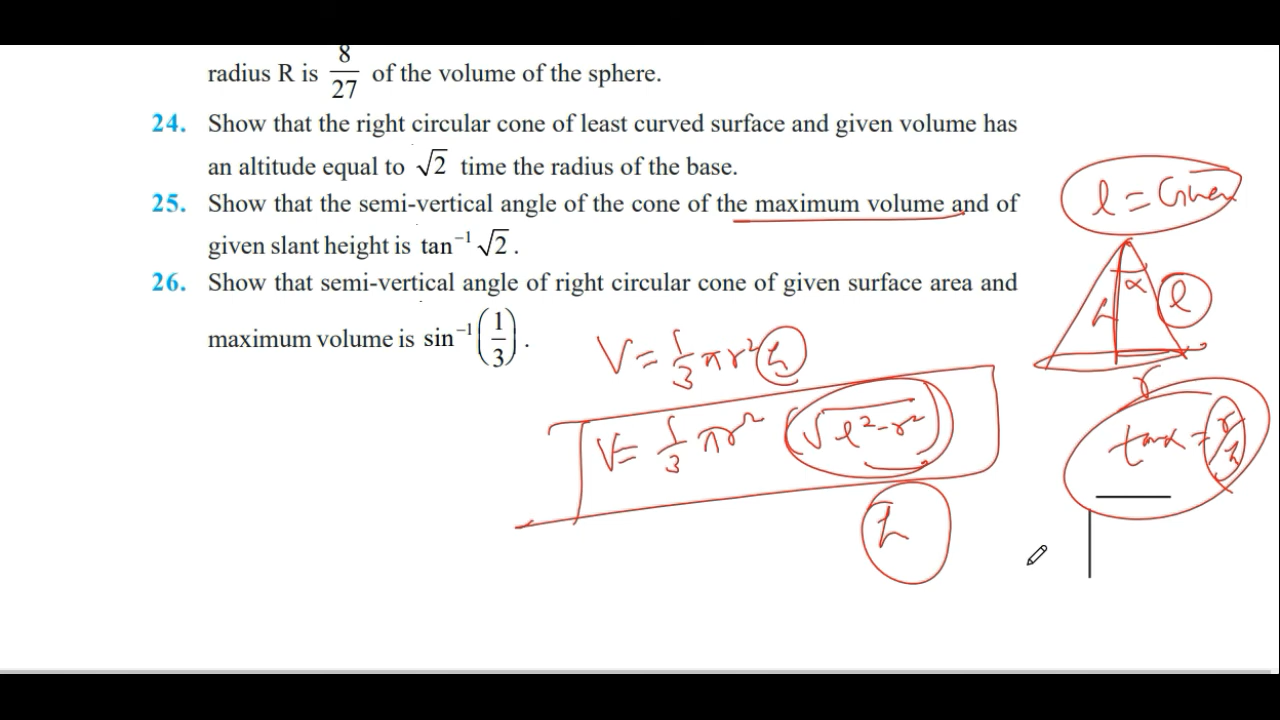 radius R is 8/27 of the volume of the sphere.
24. Show that the right circular cone of least curved surface and given volume has
an altitude equal to √2 time the radius of the base.
25. Show that the semi-vertical angle of the cone of the maximum volume and of
given slant height is tan⁻¹ √2 .
26. Show that semi-vertical angle of right circular cone of given surface area and
maximum volume is sin⁻¹ (1/3) .
l = Given
α
h
l
r
V = 1/3 πr² h
V = 1/3 πr² (√l² − r²)
tanα = r/h
h